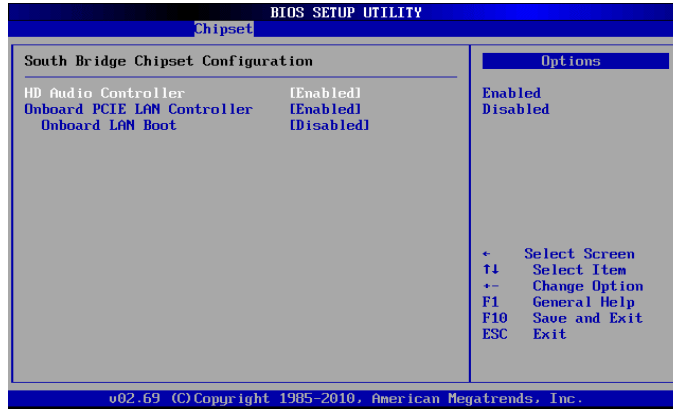 BIOS SETUP UTILITY
Chipset
South Bridge Chipset Configuration
HD Audio Controller [Enabled]
Onboard PCIE LAN Controller [Enabled]
Onboard LAN Boot [Disabled]
Options
Enabled
Disabled
← Select Screen
↑↓ Select Item
+- Change Option
F1 General Help
F10 Save and Exit
ESC Exit
v02.69 (C)Copyright 1985-2010, American Megatrends, Inc.